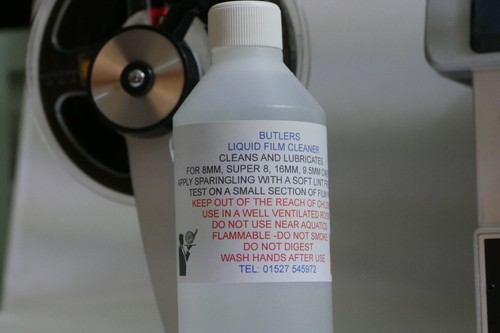 BUTLERS
LIQUID FILM CLEANER
CLEANS AND LUBRICATES
FOR 8MM, SUPER 8, 16MM, 9.5MM
APPLY SPARINGLY WITH A SOFT LINT
TEST ON A SMALL SECTION OF
KEEP OUT OF THE REACH OF
USE IN A WELL VENTILATED
DO NOT USE NEAR
FLAMMABLE -DO NOT SMOKE
DO NOT DIGEST
WASH HANDS AFTER USE
TEL: 01527 545972